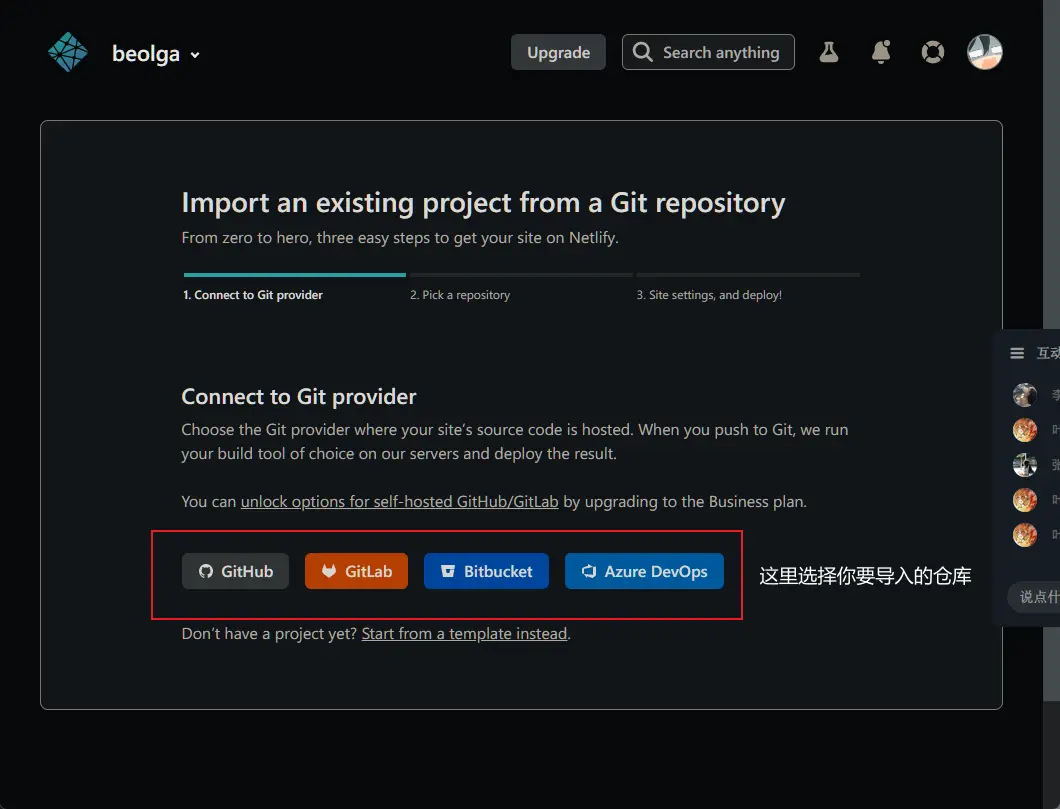 beolga
Upgrade
Search anything
Import an existing project from a Git repository
From zero to hero, three easy steps to get your site on Netlify.
1. Connect to Git provider
2. Pick a repository
3. Site settings, and deploy!
互动
Connect to Git provider
Choose the Git provider where your site's source code is hosted. When you push to Git, we run
your build tool of choice on our servers and deploy the result.
You can unlock options for self-hosted GitHub/GitLab by upgrading to the Business plan.
GitHub
GitLab
Bitbucket
Azure DevOps
这里选择你要导入的仓库
说点什
Don't have a project yet? Start from a template instead.